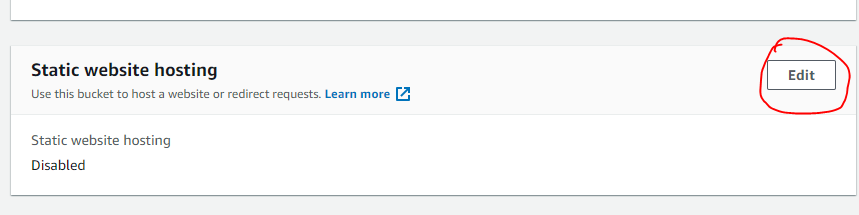 Static website hosting
Edit
Use this bucket to host a website or redirect requests. Learn more
Static website hosting
Disabled